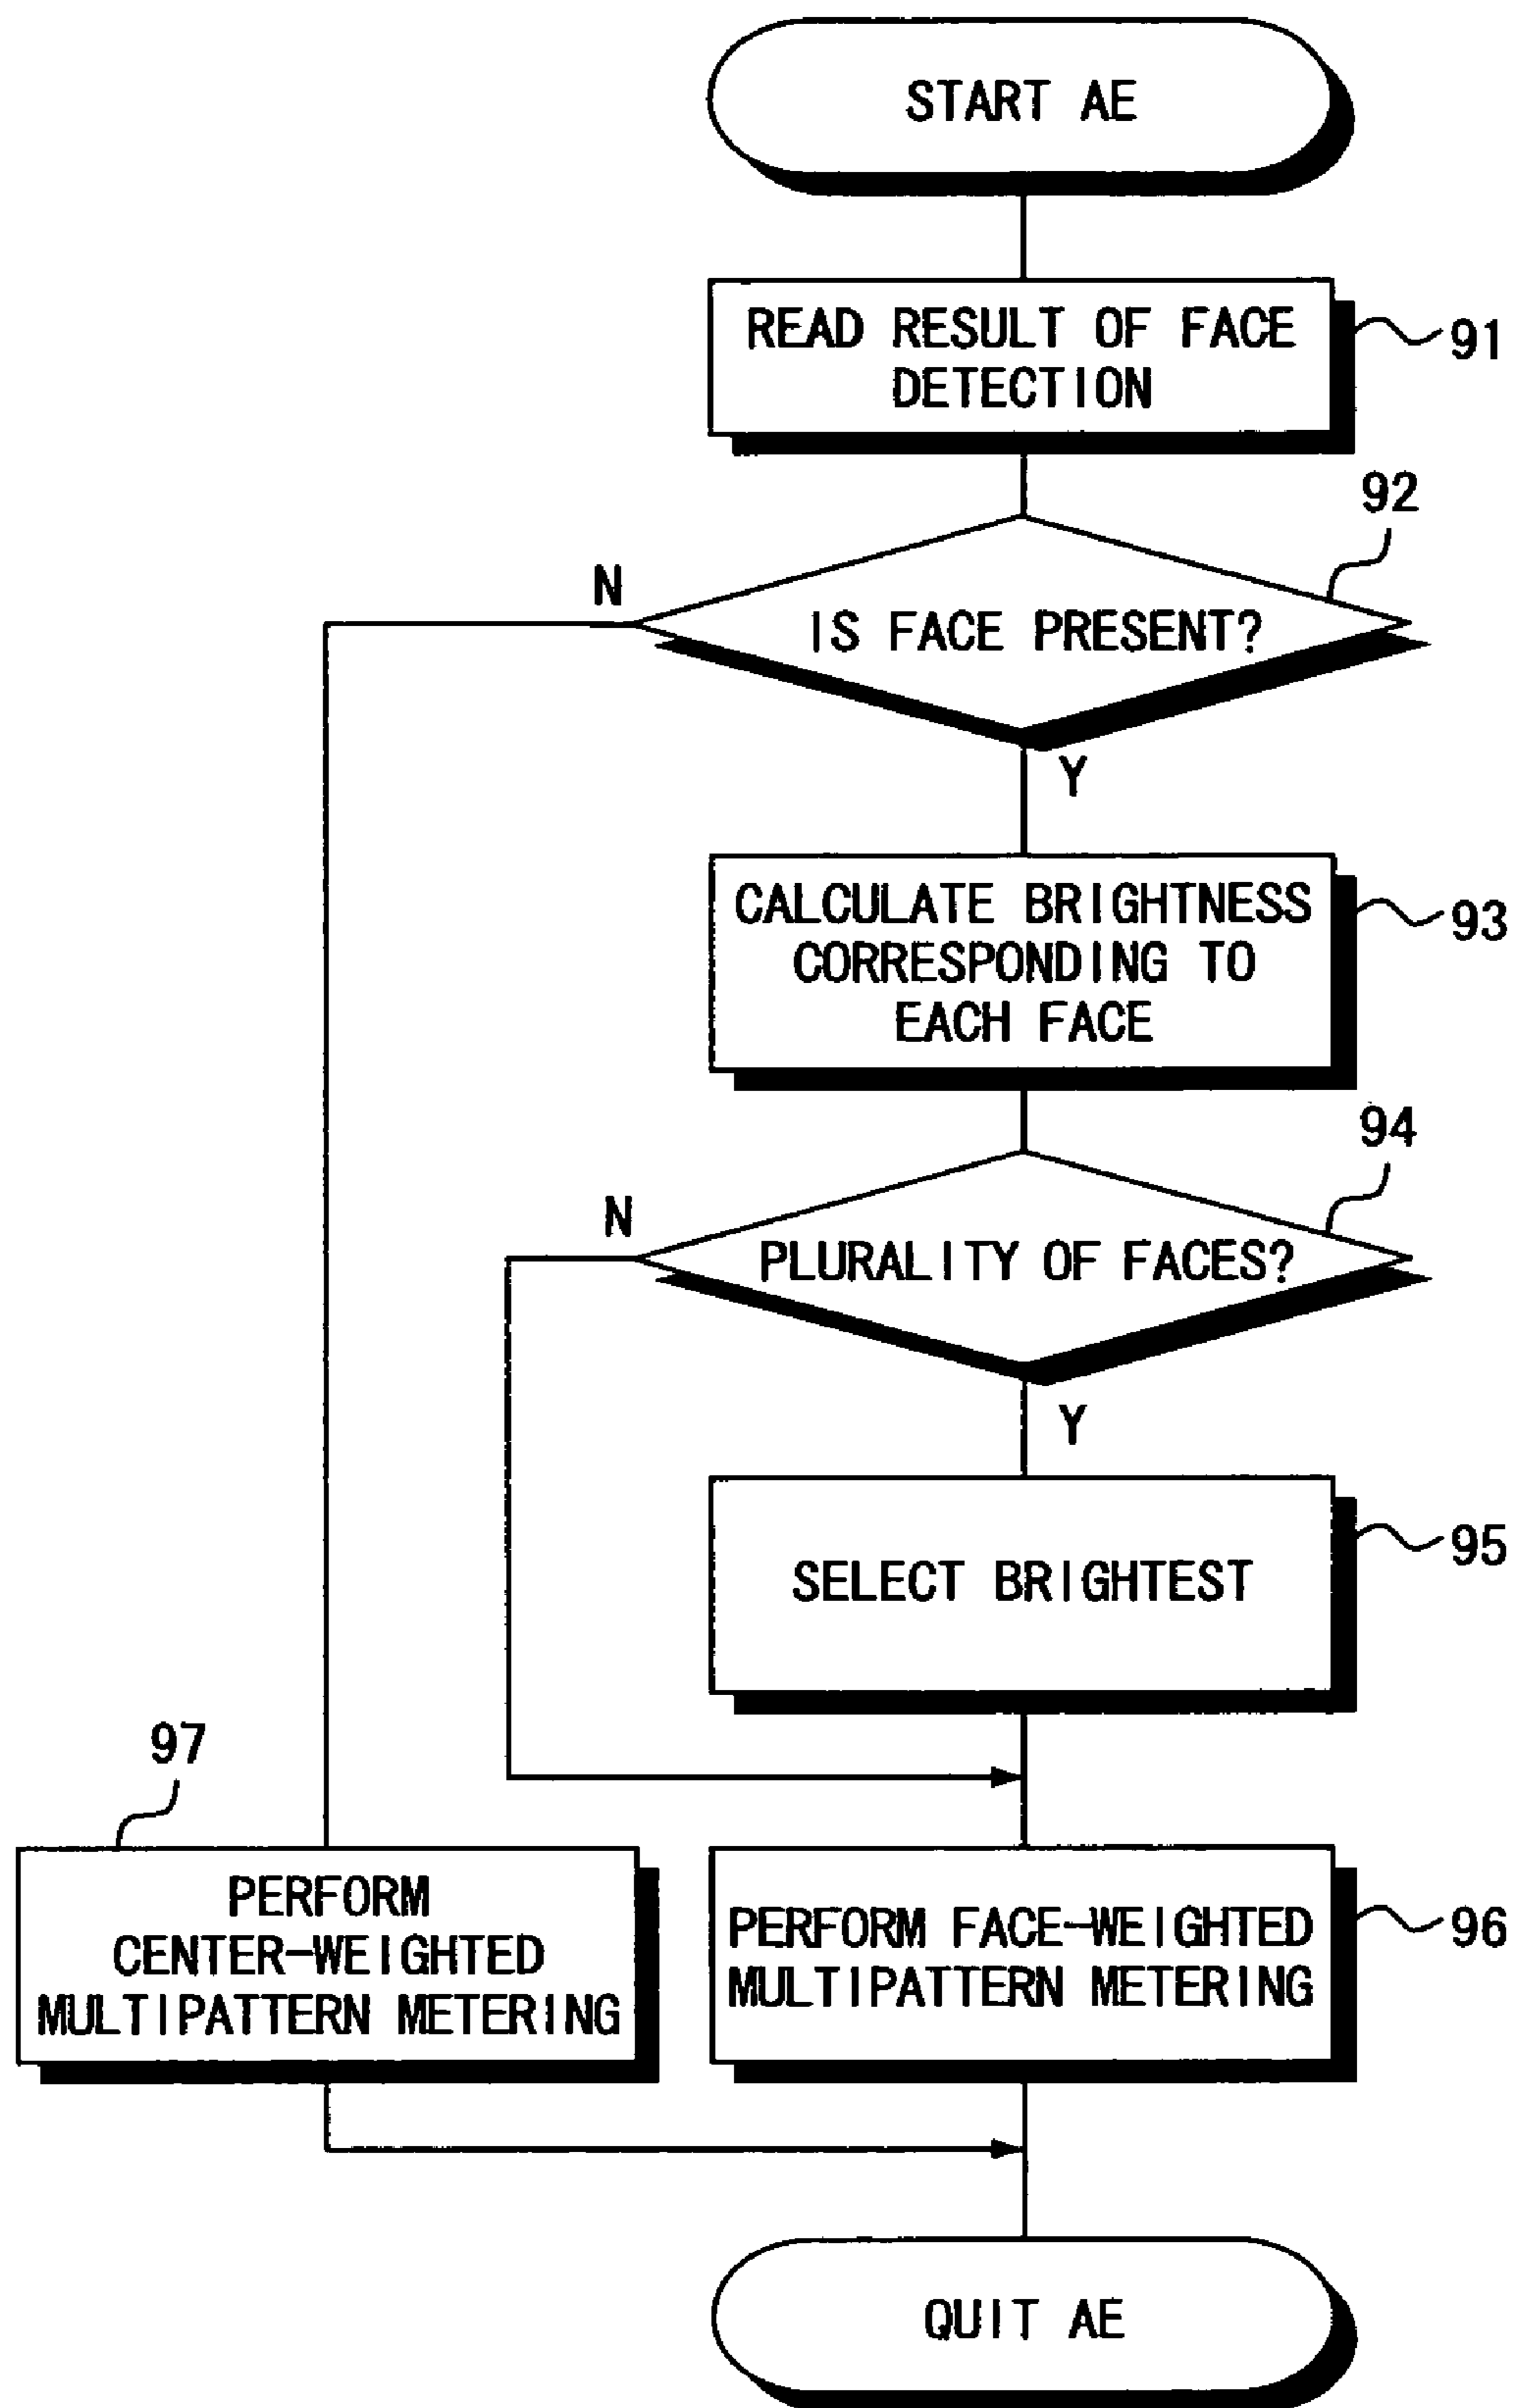 START AE
READ RESULT OF FACE
DETECTION
91
92
N
IS FACE PRESENT?
Y
CALCULATE BRIGHTNESS
CORRESPONDING TO
EACH FACE
93
94
N
PLURALITY OF FACES?
Y
SELECT BRIGHTEST
95
97
PERFORM
CENTER-WEIGHTED
MULTIPATTERN METERING
PERFORM FACE-WEIGHTED
MULTIPATTERN METERING
96
QUIT AE